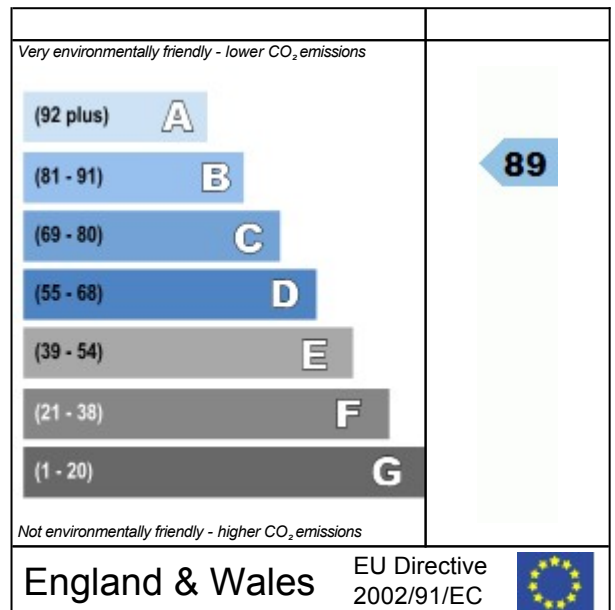 Very environmentally friendly - lower CO₂ emissions
(92 plus) A
(81 - 91) B
89
(69 - 80) C
(55 - 68) D
(39 - 54) E
(21 - 38) F
(1 - 20) G
Not environmentally friendly - higher CO₂ emissions
England & Wales
EU Directive
2002/91/EC